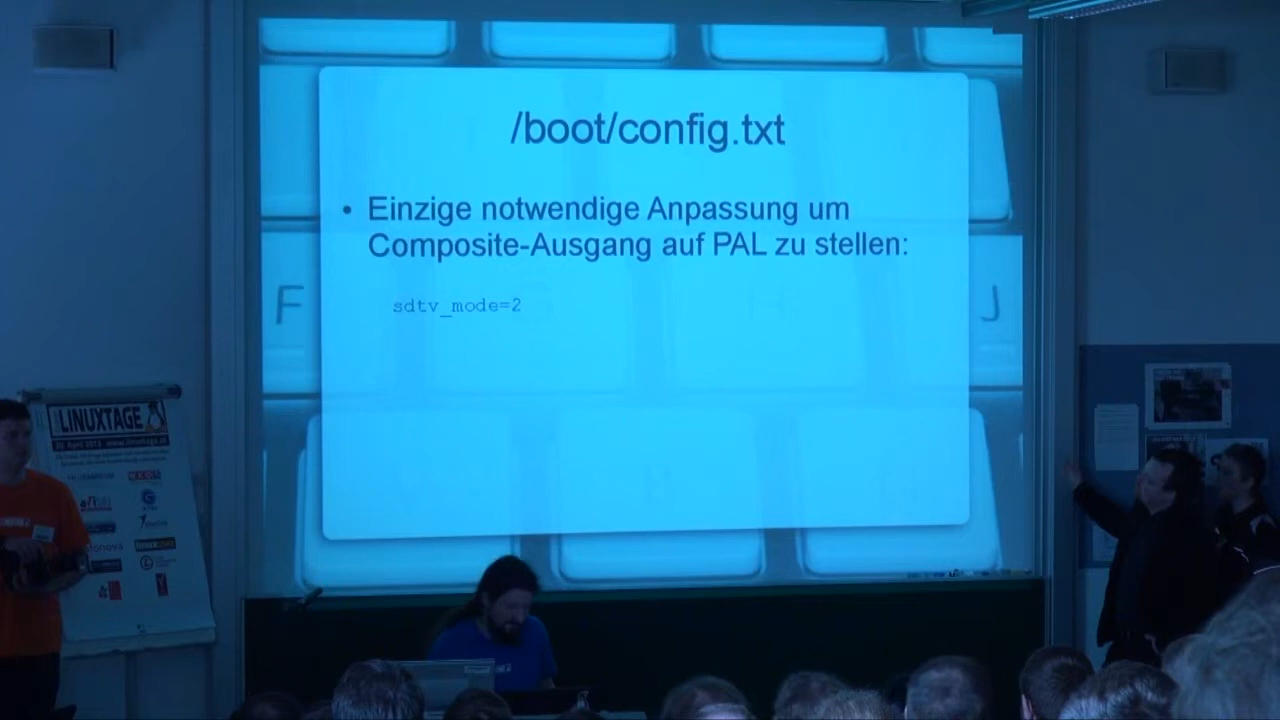 /boot/config.txt
• Einzige notwendige Anpassung um
Composite-Ausgang auf PAL zu stellen:
sdtv_mode=2
F
J
LINUXTAGE